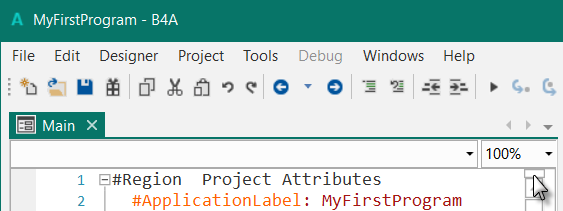 MyFirstProgram - B4A
File Edit Designer Project Tools Debug Windows Help
Main
100%
1 #Region  Project Attributes
2 #ApplicationLabel: MyFirstProgram